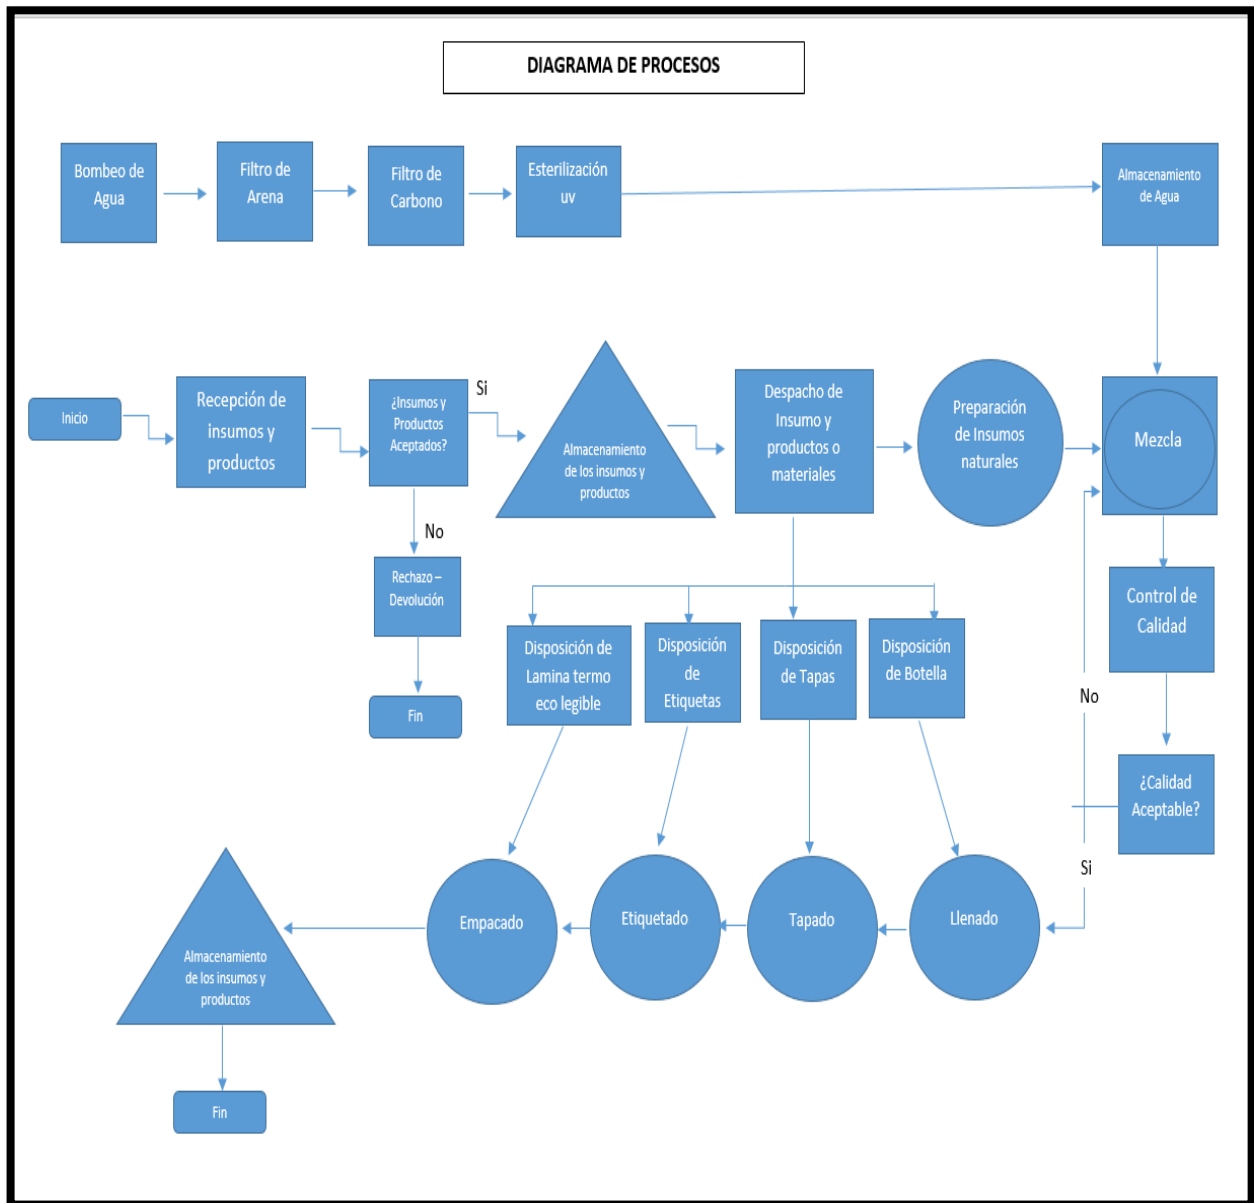 DIAGRAMA DE PROCESOS
Bombeo de
Agua
Filtro de
Arena
Filtro de
Carbono
Esterilización
uv
Almacenamiento
de Agua
Inicio
Recepción de
insumos y
productos
¿Insumos y
Productos
Aceptados?
Si
No
Rechazo –
Devolución
Fin
Almacenamiento
de los insumos y
productos
Despacho de
Insumo y
productos o
materiales
Preparación
de Insumos
naturales
Mezcla
Control de
Calidad
¿Calidad
Aceptable?
No
Si
Disposición de
Lamina termo
eco legible
Disposición
de
Etiquetas
Disposición
de Tapas
Disposición
de Botella
Llenado
Tapado
Etiquetado
Empacado
Almacenamiento
de los insumos y
productos
Fin